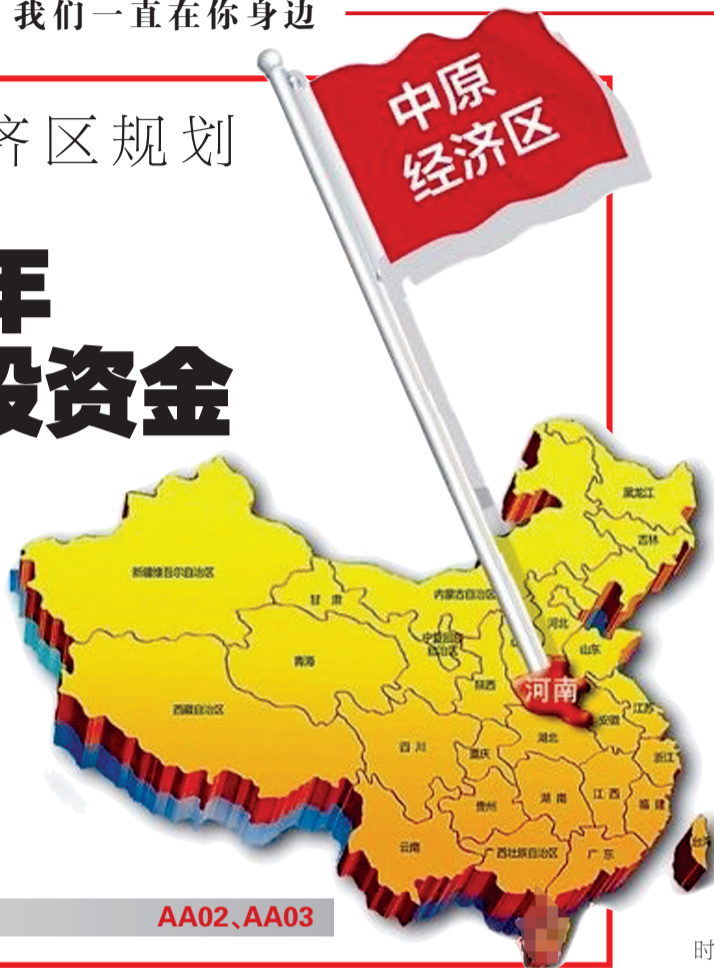 我们一直在你身边
中原
经济区
济区规划
年
投资金
黑龙江
吉林
新疆维吾尔自治区
甘肃
内蒙古自治区
河北
宁夏回族
自治区
山东
青海
陕西
河南
西藏自治区
江苏
安徽
四川
重庆
湖北
浙江
贵州
湖南
江西
福建
云南
广西壮族自治区
广东
台湾
AA02、AA03
时